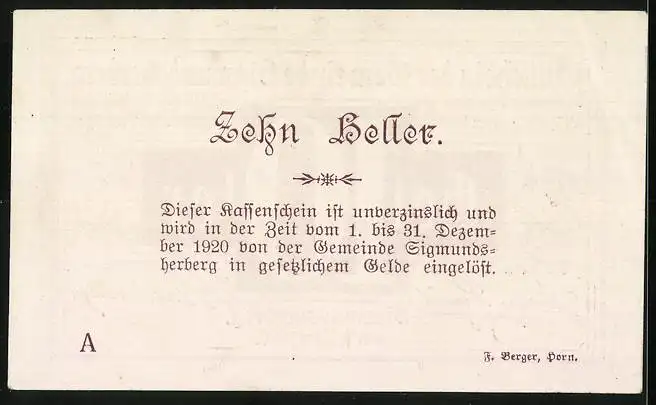 Zehn Heller.
Dieser Kassenschein ist unverzinslich und
wird in der Zeit vom 1. bis 31. Dezem=
ber 1920 von der Gemeinde Sigmunds=
herberg in gesetzlichem Gelde eingelöst.
A
F. Berger, Horn.